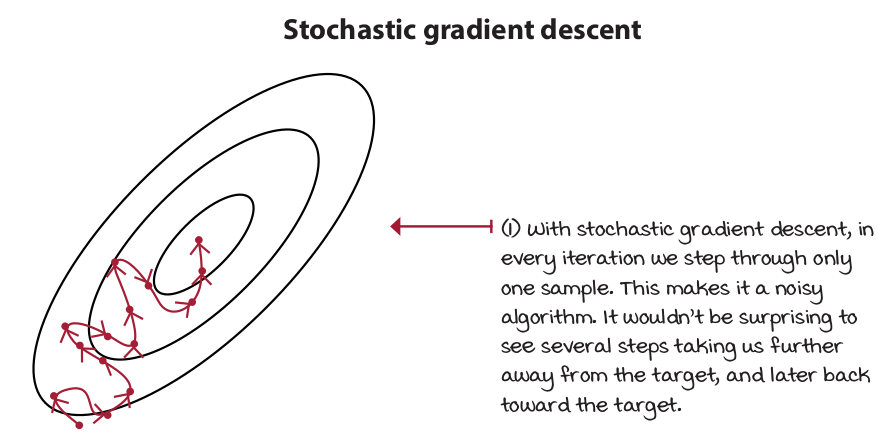 Stochastic gradient descent
(1) With stochastic gradient descent, in
every iteration we step through only
one sample. This makes it a noisy
algorithm. It wouldn't be surprising to
see several steps taking us further
away from the target, and later back
toward the target.